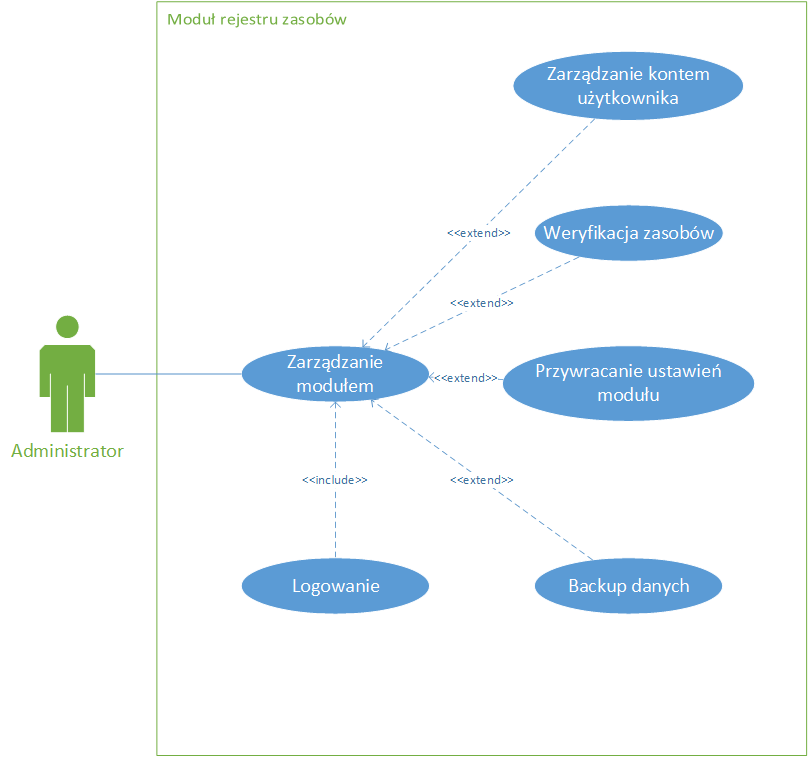 Moduł rejestru zasobów
Zarządzanie kontem
użytkownika
<<extend>>
Weryfikacja zasobów
<<extend>>
Zarządzanie
modułem
<<extend>>
Przywracanie ustawień
modułu
Administrator
<<include>>
<<extend>>
Logowanie
Backup danych